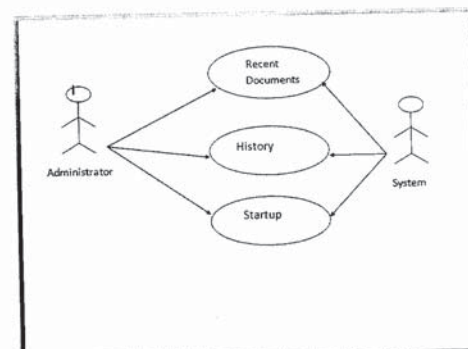 Recent
Documents
History
Administrator
System
Startup